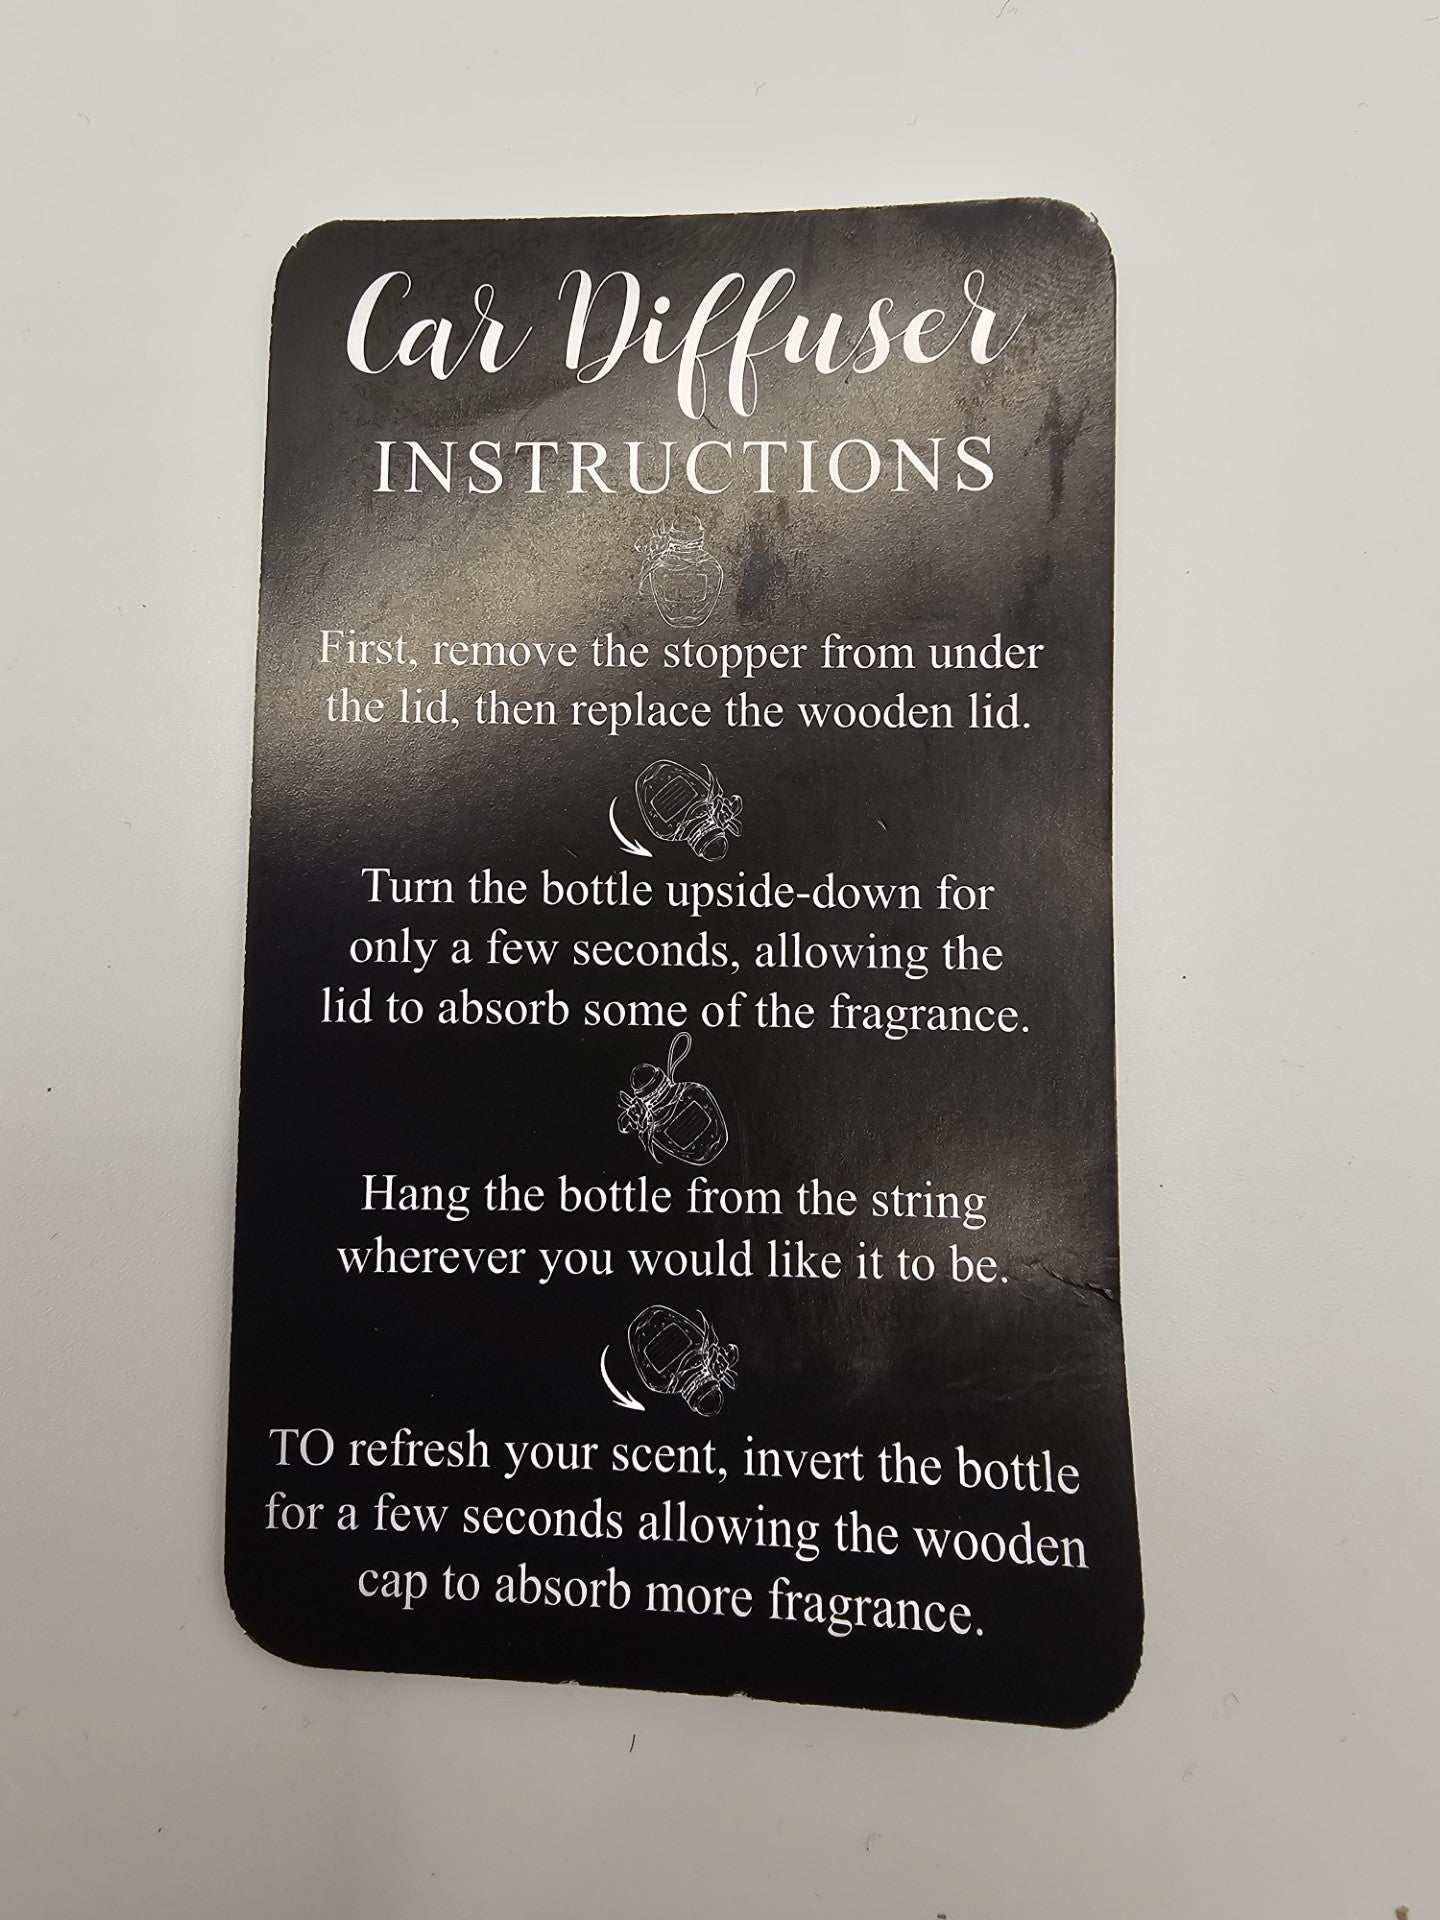 Car Diffuser
INSTRUCTIONS
First, remove the stopper from under
the lid, then replace the wooden lid.
Turn the bottle upside-down for
only a few seconds, allowing the
lid to absorb some of the fragrance.
Hang the bottle from the string
wherever you would like it to be.
TO refresh your scent, invert the bottle
for a few seconds allowing the wooden
cap to absorb more fragrance.